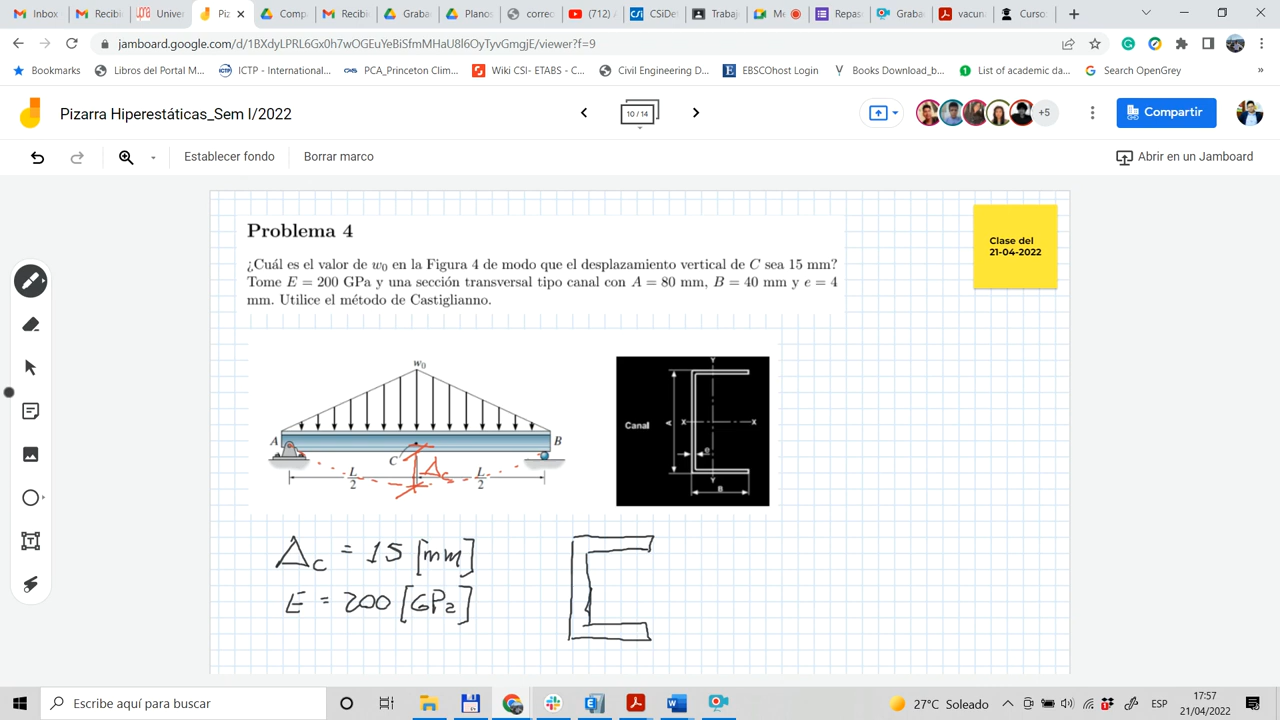 Inbox
Univ
Piz
Comi
Recib
Graba
Planos
correo
(712) /
CSiDe
Trabaj
Me
Repas
Graba
vacun
Curso:
jamboard.google.com/d/1BXdyLPRL6Gx0h7wOGEuYeBiSfmVHaU8I6OyTyvGmgjE/viewer?f=9
Bookmarks
Libros del Portal M...
ICTP - International...
PCA_Princeton Clim...
Wiki CSI- ETABS - C...
Civil Engineering D...
EBSCOhost Login
Books Download_b...
List of academic da...
Search OpenGrey
»
Pizarra Hiperestáticas_Sem I/2022
10 / 14
+5
Compartir
Establecer fondo
Borrar marco
Abrir en un Jamboard
Problema 4
¿Cuál es el valor de w0 en la Figura 4 de modo que el desplazamiento vertical de C sea 15 mm?
Tome E = 200 GPa y una sección transversal tipo canal con A = 80 mm, B = 40 mm y e = 4
mm. Utilice el método de Castiglianno.
Clase del
21-04-2022
w0
A
B
C
Δc
L/2
L/2
Canal
Y
A
X
X
e
Y
B
Δc = 15 [mm]
E = 200 [GPa]
Escribe aquí para buscar
27°C Soleado
ESP
17:57
21/04/2022